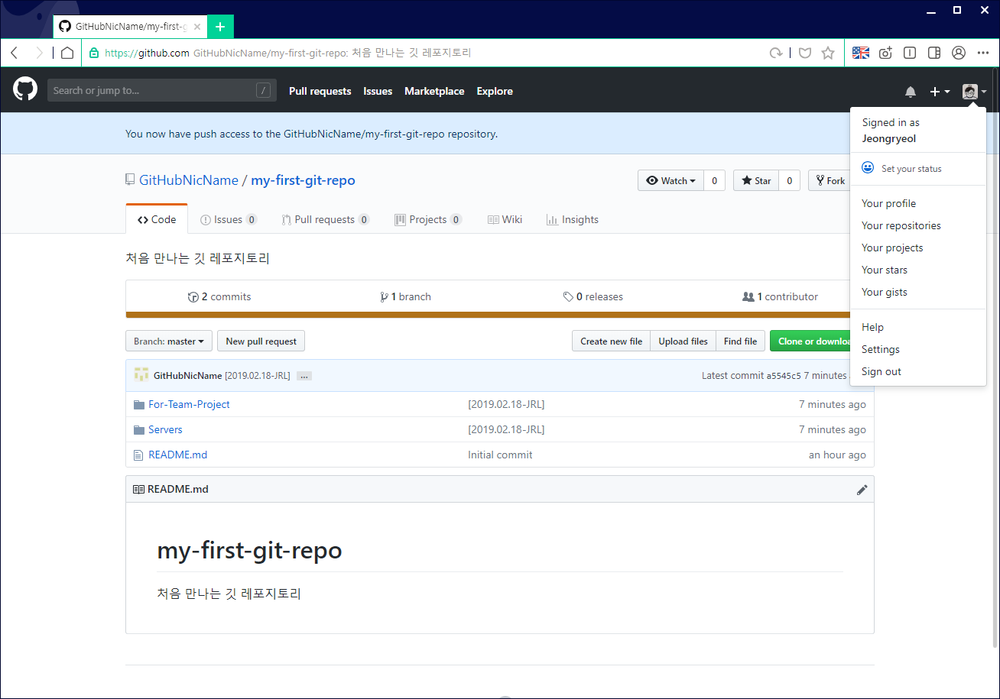 GitHubNicName/my-first-g
https://github.com GitHubNicName/my-first-git-repo: 처음 만나는 깃 레포지토리
Search or jump to... / Pull requests Issues Marketplace Explore
Signed in as
Jeongryeol
Set your status
Your profile
Your repositories
Your projects
Your stars
Your gists
Help
Settings
Sign out
You now have push access to the GitHubNicName/my-first-git-repo repository.
GitHubNicName / my-first-git-repo
Watch 0 Star 0 Fork
Code Issues 0 Pull requests 0 Projects 0 Wiki Insights
처음 만나는 깃 레포지토리
2 commits 1 branch 0 releases 1 contributor
Branch: master New pull request Create new file Upload files Find file Clone or downloa
GitHubNicName [2019.02.18-JRL] ... Latest commit a5545c5 7 minutes
For-Team-Project [2019.02.18-JRL] 7 minutes ago
Servers [2019.02.18-JRL] 7 minutes ago
README.md Initial commit an hour ago
README.md
my-first-git-repo
처음 만나는 깃 레포지토리